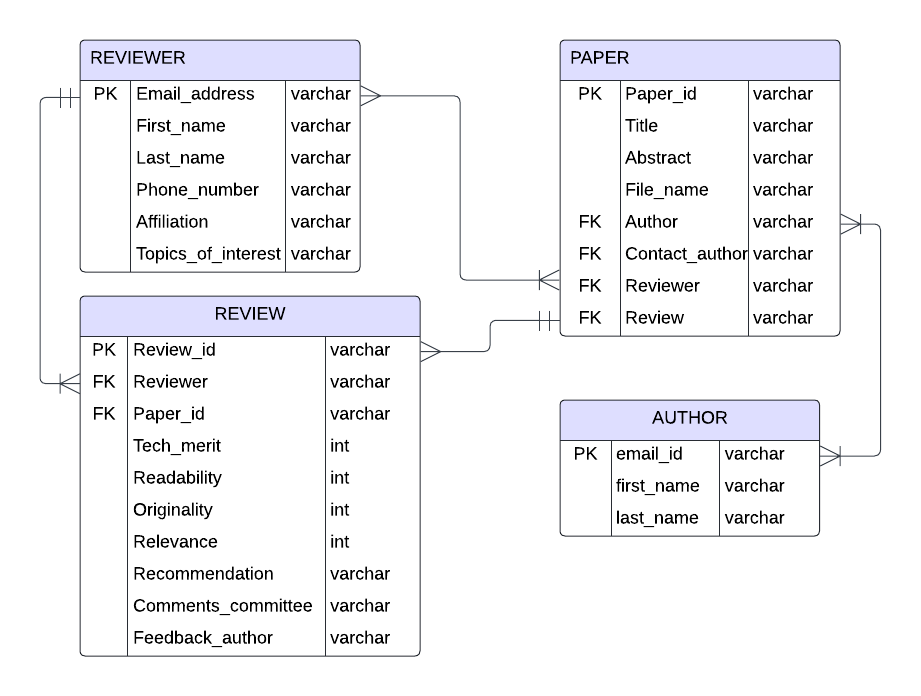 REVIEWER
PK Email_address varchar
First_name varchar
Last_name varchar
Phone_number varchar
Affiliation varchar
Topics_of_interest varchar
PAPER
PK Paper_id varchar
Title varchar
Abstract varchar
File_name varchar
FK Author varchar
FK Contact_author varchar
FK Reviewer varchar
FK Review varchar
REVIEW
PK Review_id varchar
FK Reviewer varchar
FK Paper_id varchar
Tech_merit int
Readability int
Originality int
Relevance int
Recommendation varchar
Comments_committee varchar
Feedback_author varchar
AUTHOR
PK email_id varchar
first_name varchar
last_name varchar